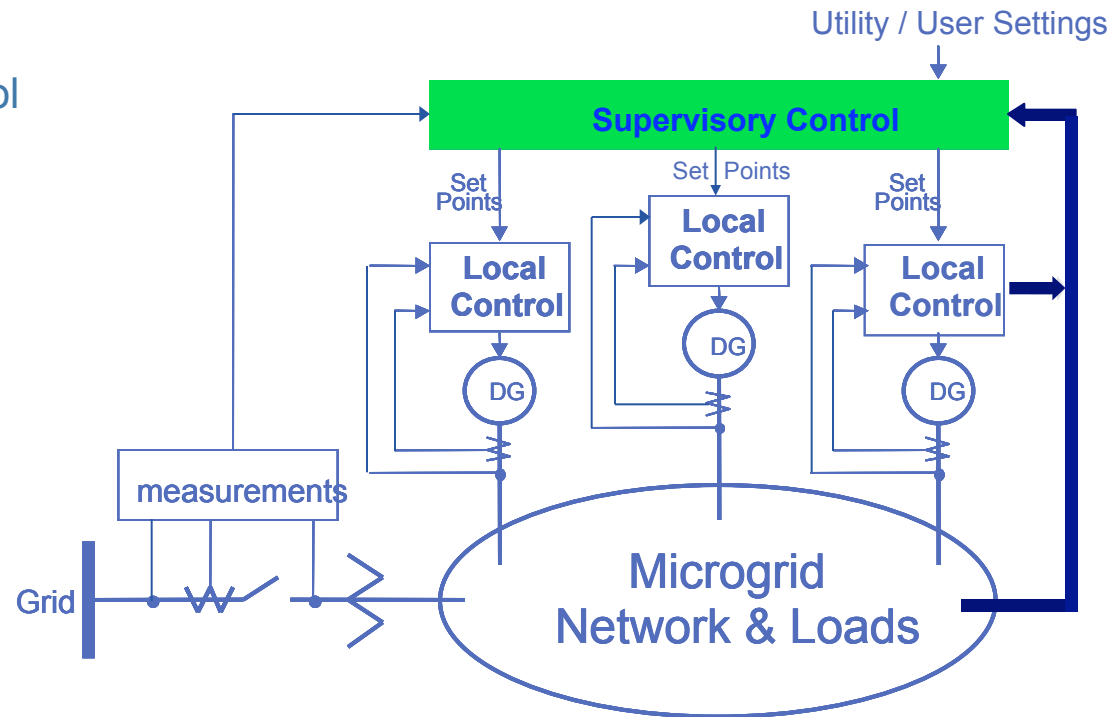 Utility / User Settings
ol
Supervisory Control
Set
Points
Set Points
Set
Points
Local
Control
Local
Control
Local
Control
DG
DG
DG
measurements
Grid
Microgrid
Network & Loads